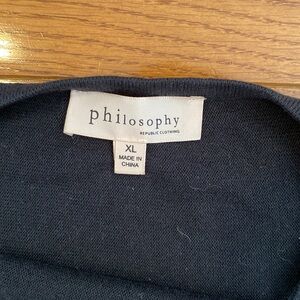 philosophy
REPUBLIC CLOTHING
XL
MADE IN
CHINA